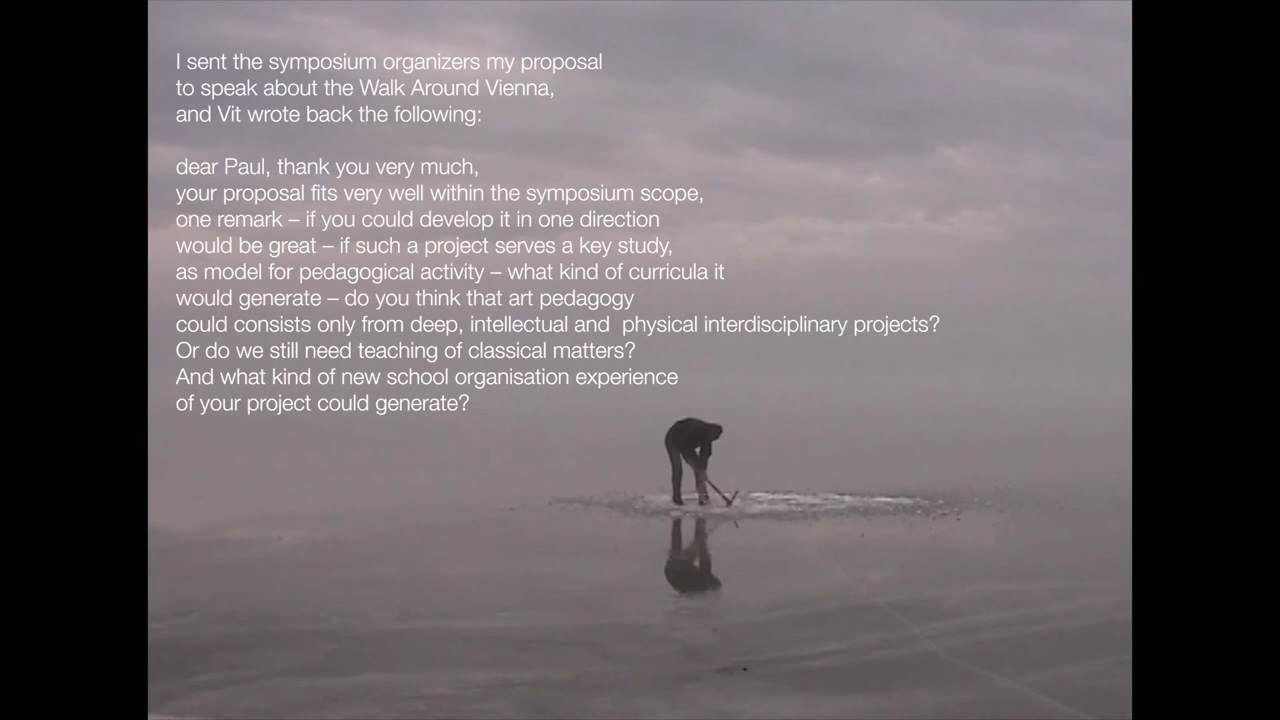 I sent the symposium organizers my proposal
to speak about the Walk Around Vienna,
and Vit wrote back the following:
dear Paul, thank you very much,
your proposal fits very well within the symposium scope,
one remark – if you could develop it in one direction
would be great – if such a project serves a key study,
as model for pedagogical activity – what kind of curricula it
would generate – do you think that art pedagogy
could consists only from deep, intellectual and  physical interdisciplinary projects?
Or do we still need teaching of classical matters?
And what kind of new school organisation experience
of your project could generate?